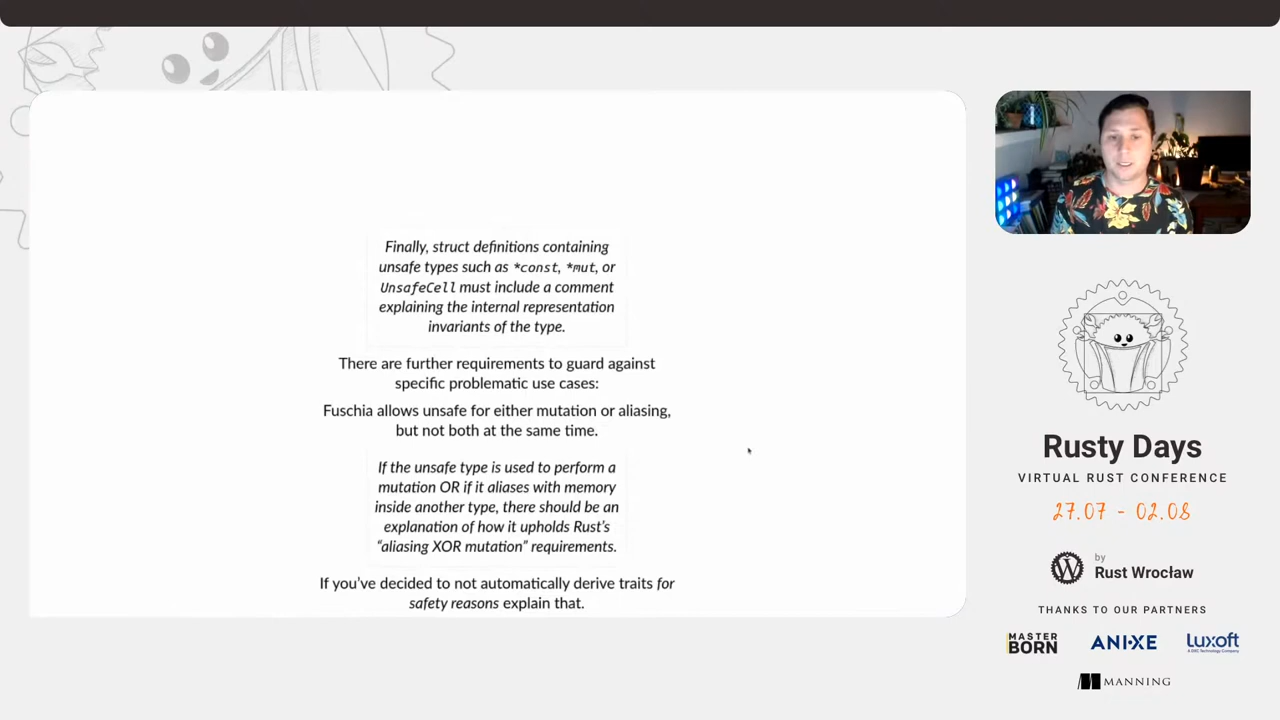 Finally, struct definitions containing
unsafe types such as *const, *mut, or
UnsafeCell must include a comment
explaining the internal representation
invariants of the type.
There are further requirements to guard against
specific problematic use cases:
Fuschia allows unsafe for either mutation or aliasing,
but not both at the same time.
If the unsafe type is used to perform a
mutation OR if it aliases with memory
inside another type, there should be an
explanation of how it upholds Rust's
“aliasing XOR mutation” requirements.
If you've decided to not automatically derive traits for
safety reasons explain that.
Rusty Days
VIRTUAL RUST CONFERENCE
27.07 - 02.08
by
Rust Wrocław
THANKS TO OUR PARTNERS
MASTER
BORN
ANIXE
Luxoft
A DXC Technology Company
MANNING